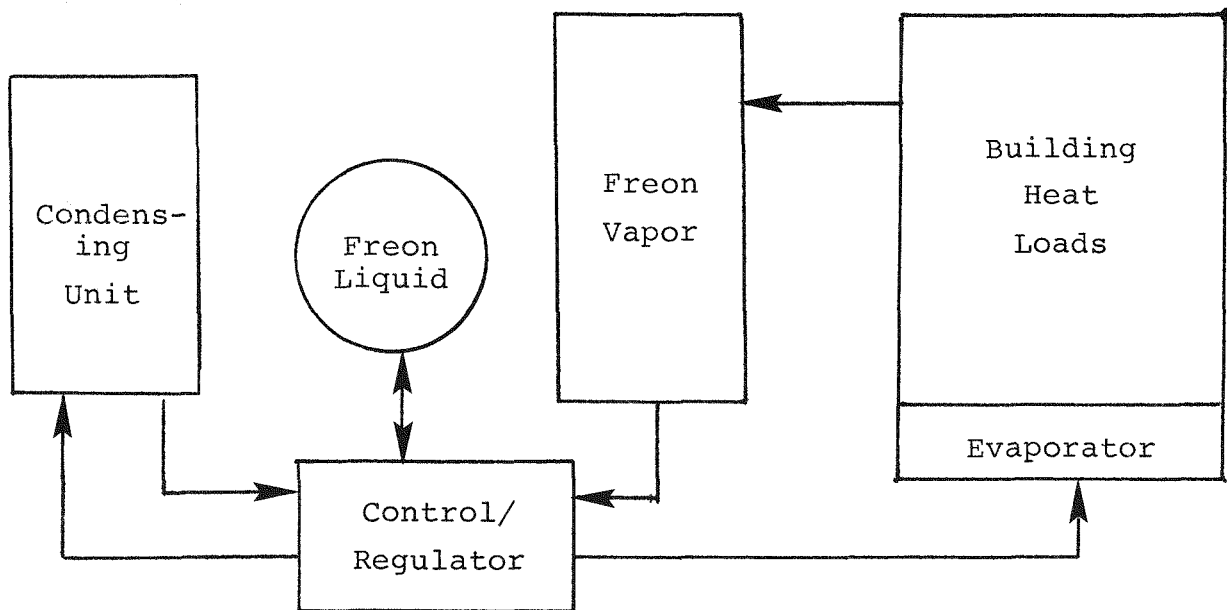 Condens-
ing
Unit
Freon
Liquid
Freon
Vapor
Building
Heat
Loads
Evaporator
Control/
Regulator